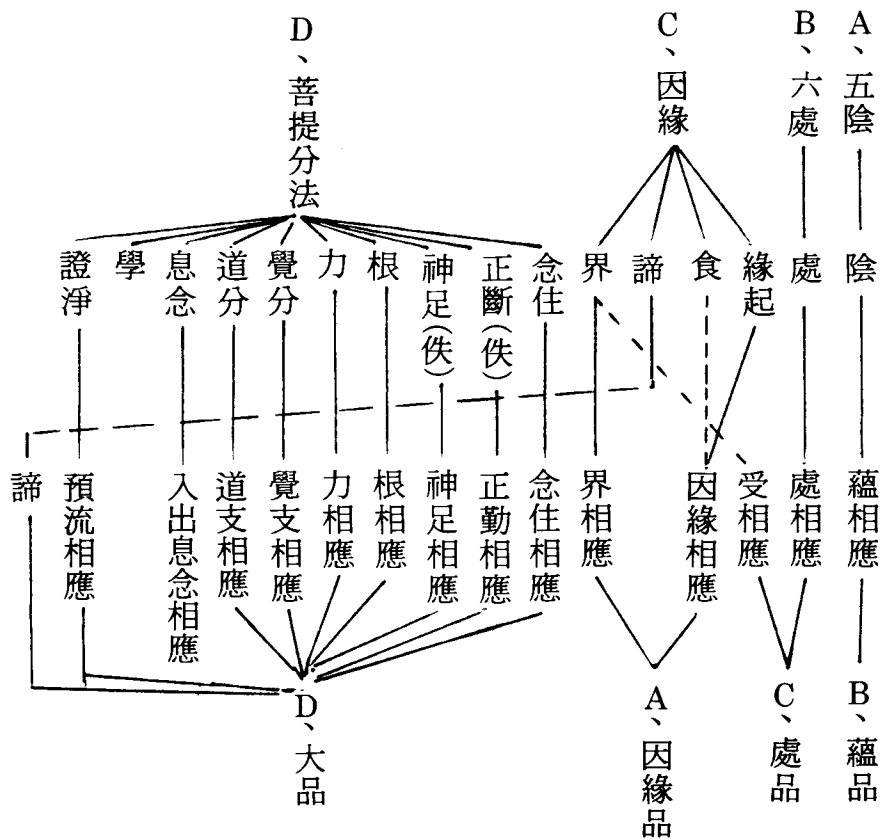 A、五陰
B、六處
C、因緣
D、菩提分法
陰
處
緣起
食
諦
界
念住
正斷(佚)
神足(佚)
根
力
覺分
道分
息念
學
證淨
蘊相應
處相應
受相應
因緣相應
界相應
念住相應
正勤相應
神足相應
根相應
力相應
覺支相應
道支相應
入出息念相應
預流相應
諦
B、蘊品
C、處品
A、因緣品
D、大品